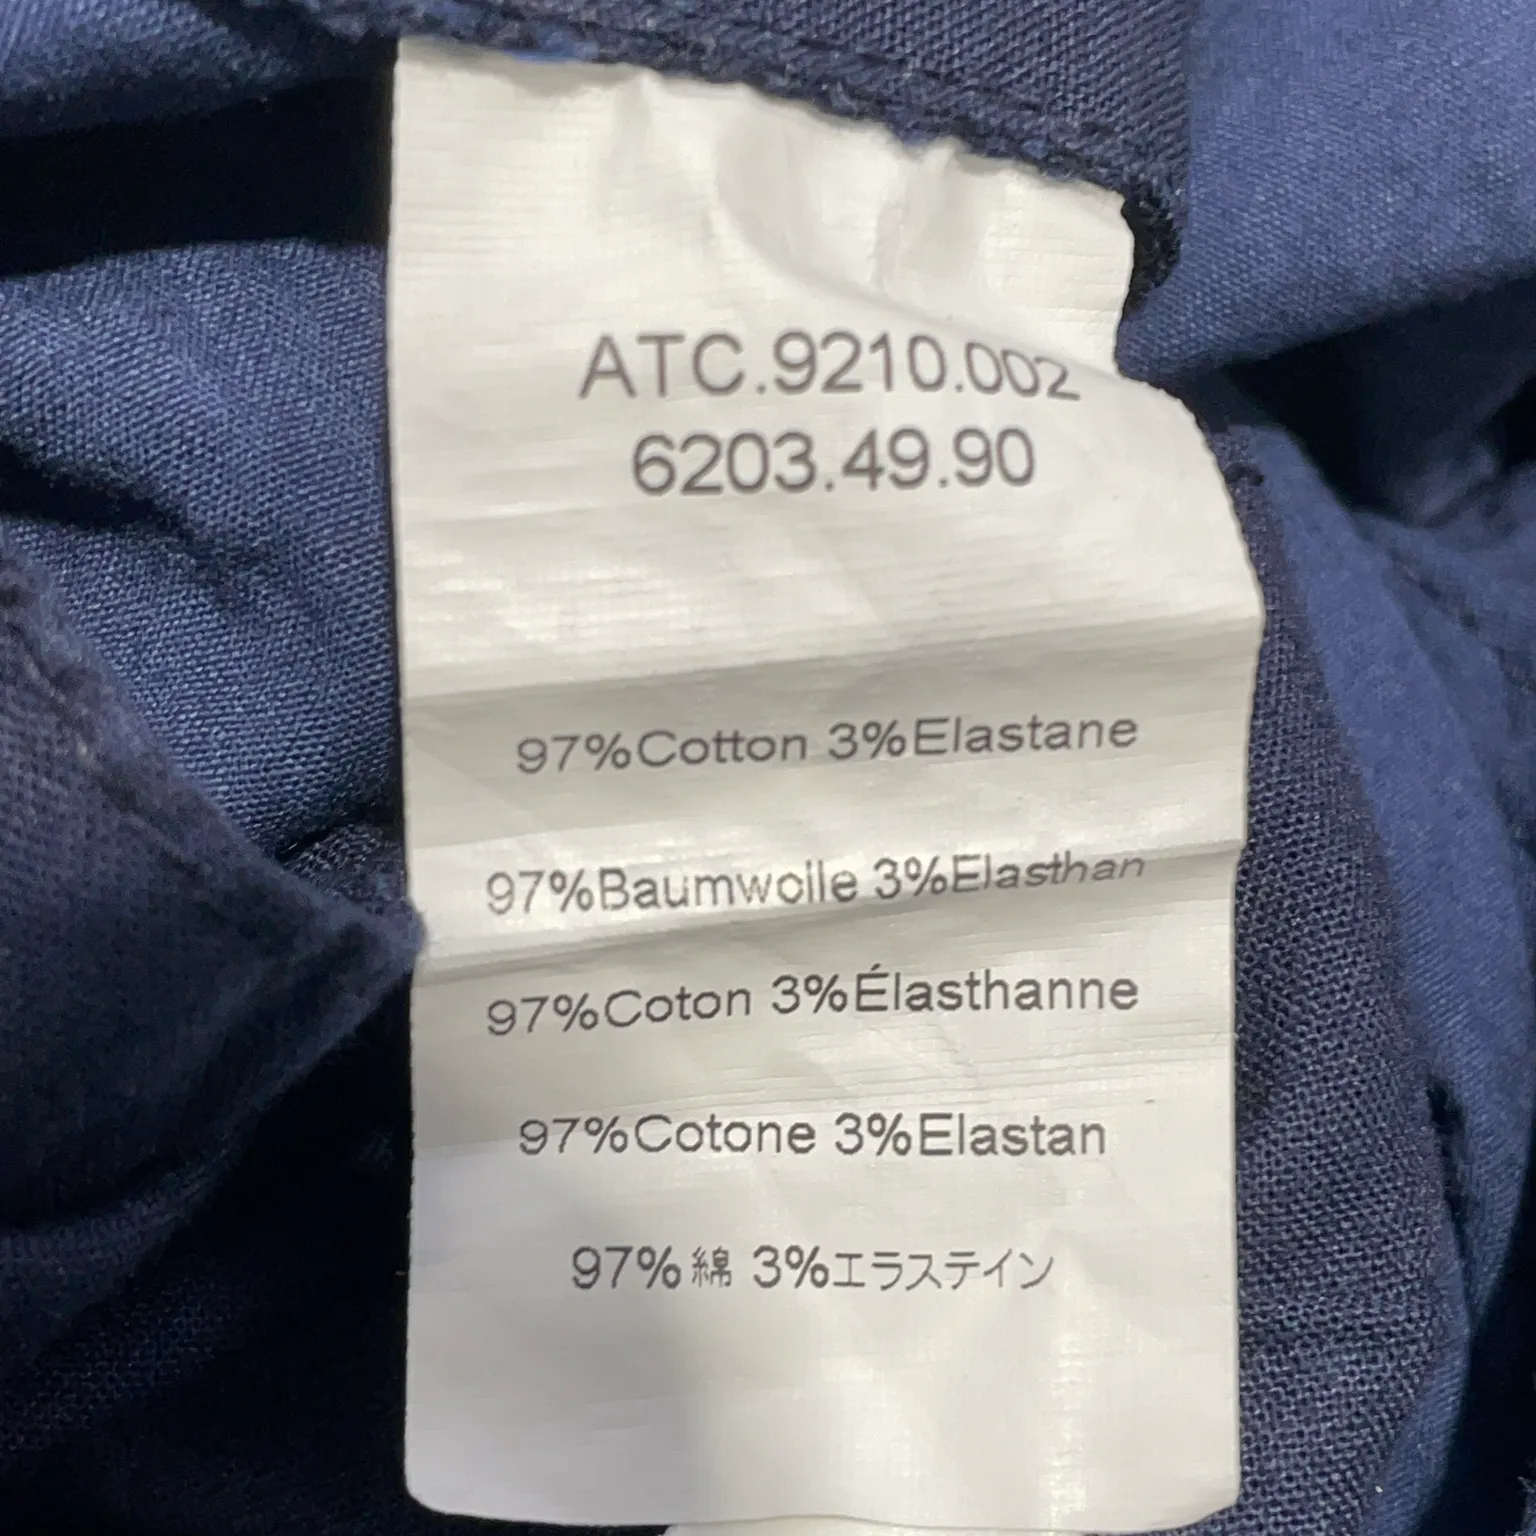 ATC.9210.002
6203.49.90
97%Cotton 3%Elastane
97%Baumwolle 3%Elasthan
97%Coton 3%Élasthanne
97%Cotone 3%Elastan
97%綿 3%エラステイン